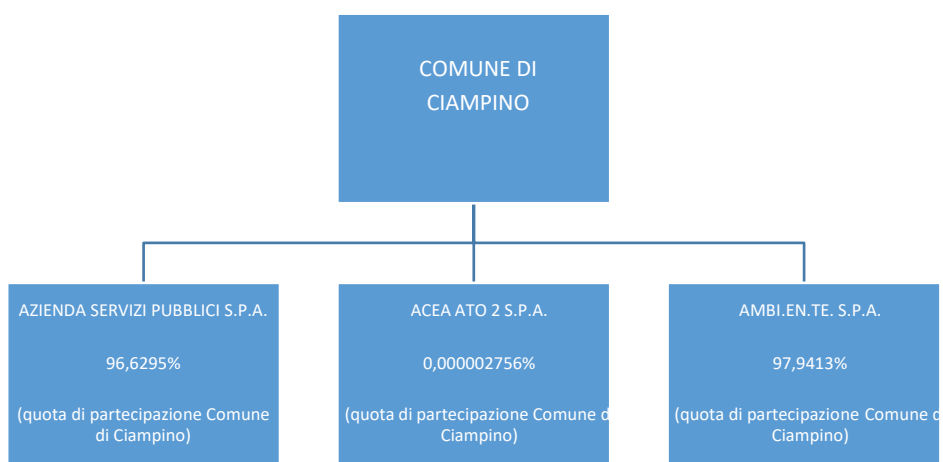 COMUNE DI
CIAMPINO
AZIENDA SERVIZI PUBBLICI S.P.A.
96,6295%
(quota di partecipazione Comune
di Ciampino)
ACEA ATO 2 S.P.A.
0,000002756%
(quota di partecipazione Comune d
Ciampino)
AMBI.EN.TE. S.P.A.
97,9413%
(quota di partecipazione Comune d
Ciampino)